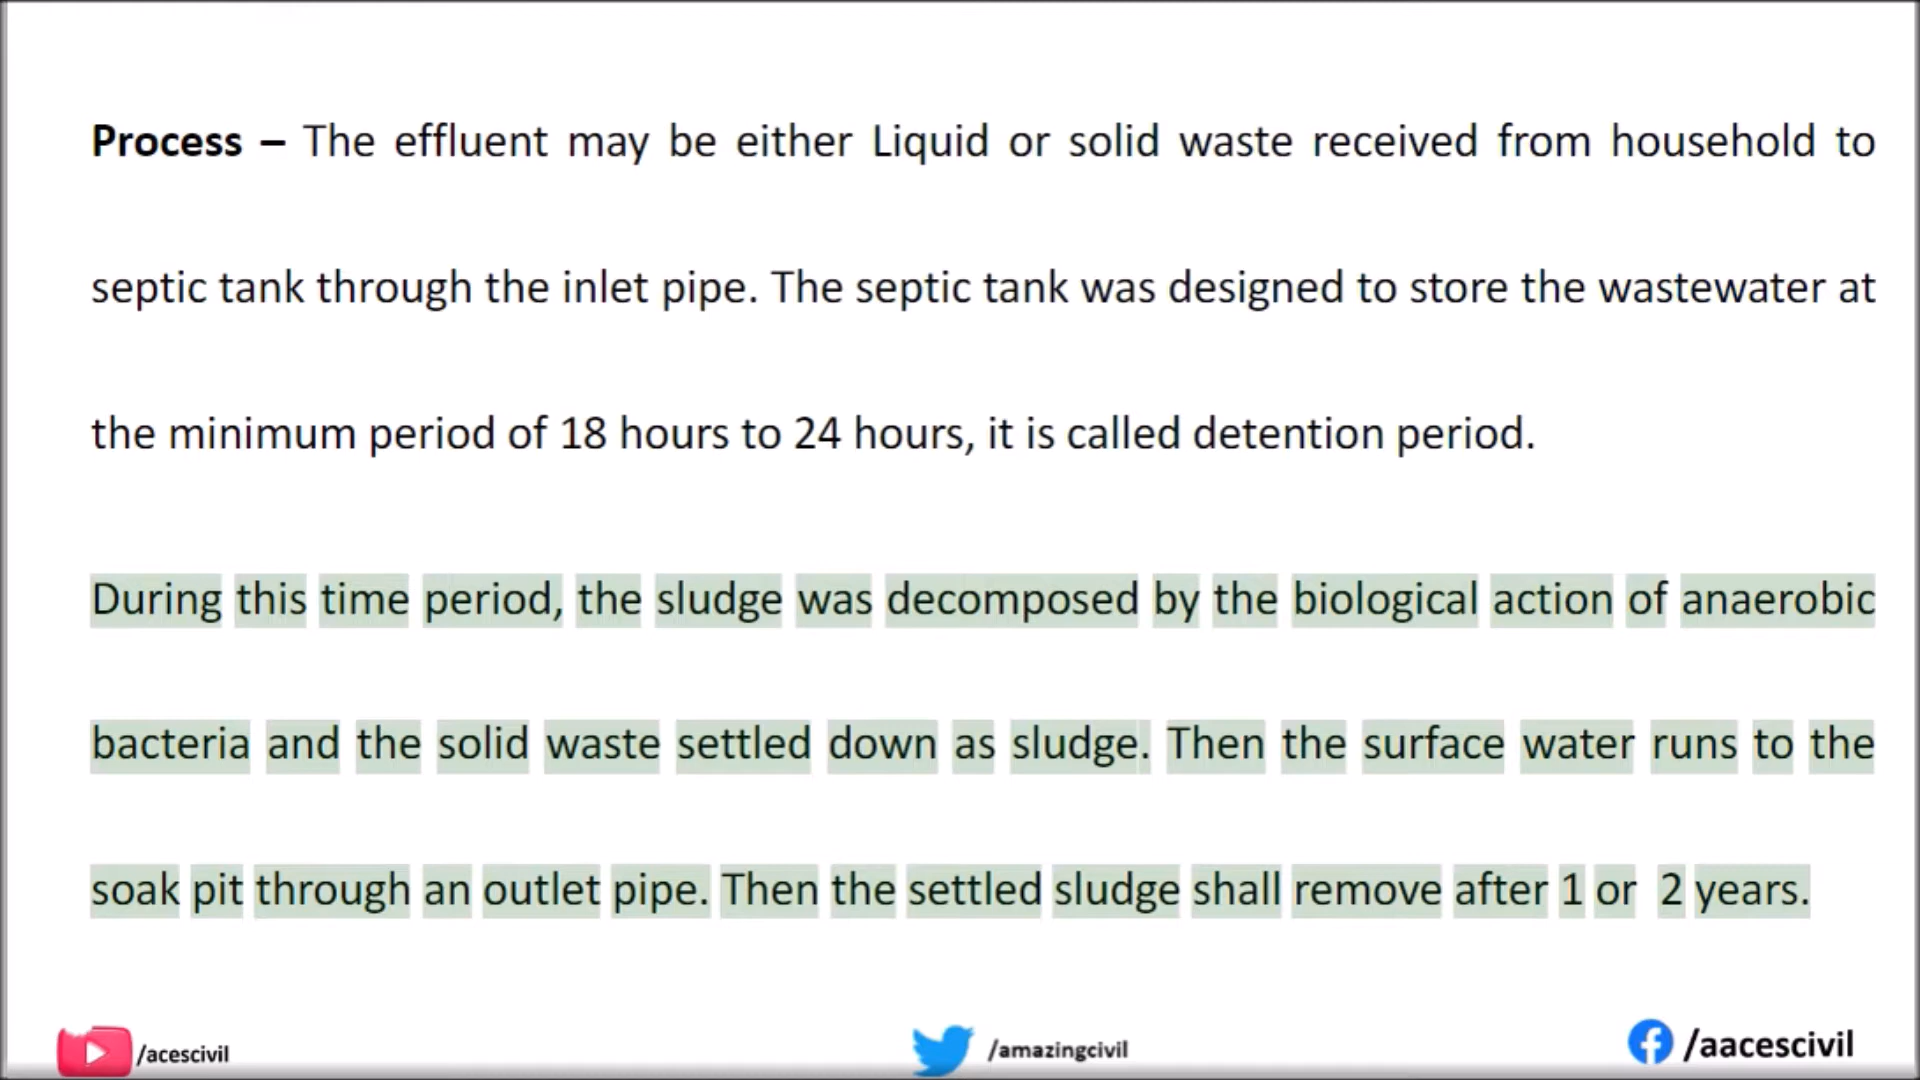 Process – The effluent may be either Liquid or solid waste received from household to
septic tank through the inlet pipe. The septic tank was designed to store the wastewater at
the minimum period of 18 hours to 24 hours, it is called detention period.
During this time period, the sludge was decomposed by the biological action of anaerobic
bacteria and the solid waste settled down as sludge. Then the surface water runs to the
soak pit through an outlet pipe. Then the settled sludge shall remove after 1 or 2 years.
/acescivil /amazingcivil /aacescivil